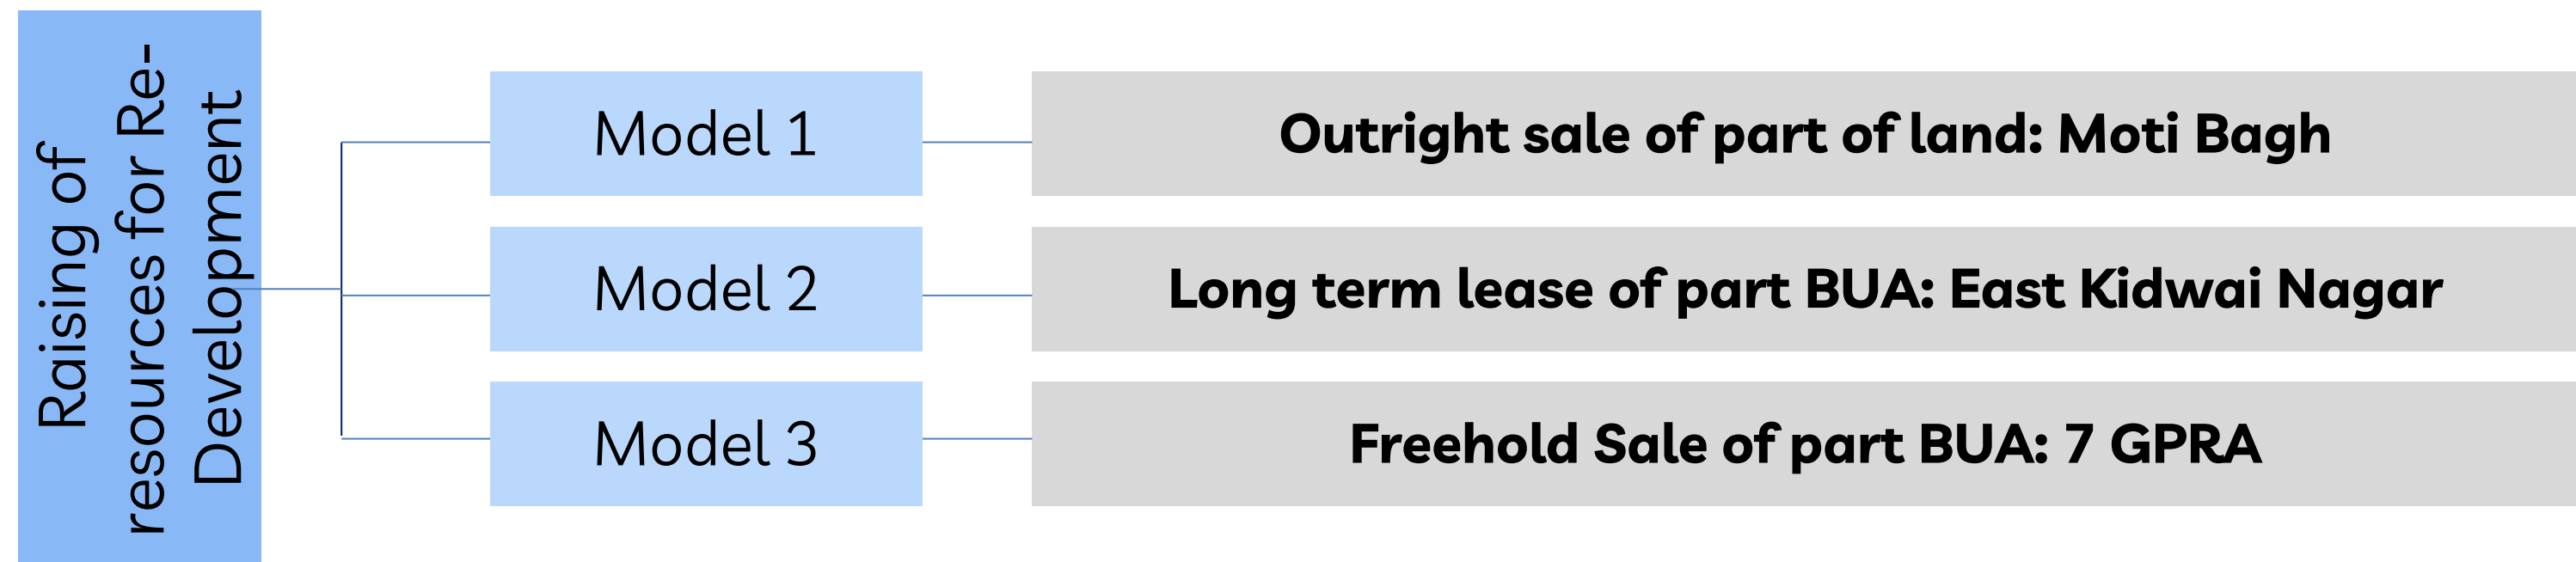 Raising of
resources for Re-
Development
Model 1
Outright sale of part of land: Moti Bagh
Model 2
Long term lease of part BUA: East Kidwai Nagar
Model 3
Freehold Sale of part BUA: 7 GPRA